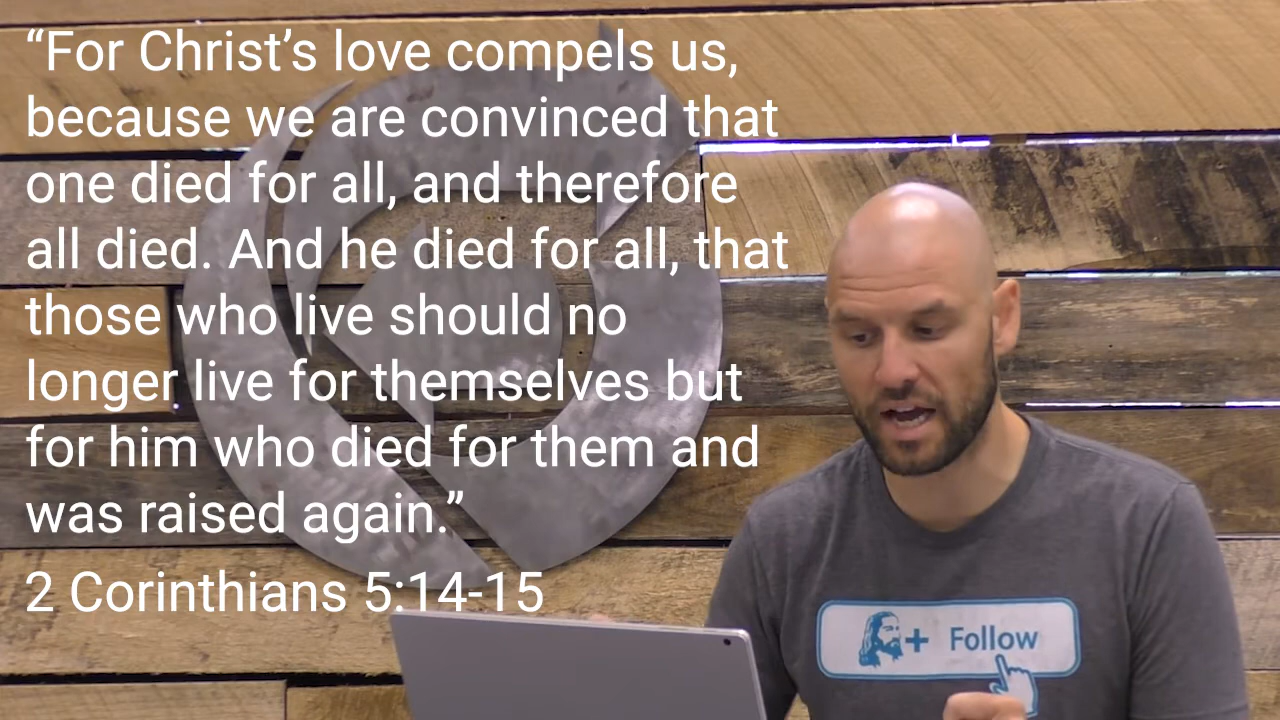 “For Christ’s love compels us,
because we are convinced that
one died for all, and therefore
all died. And he died for all, that
those who live should no
longer live for themselves but
for him who died for them and
was raised again.”
2 Corinthians 5:14-15
+ Follow